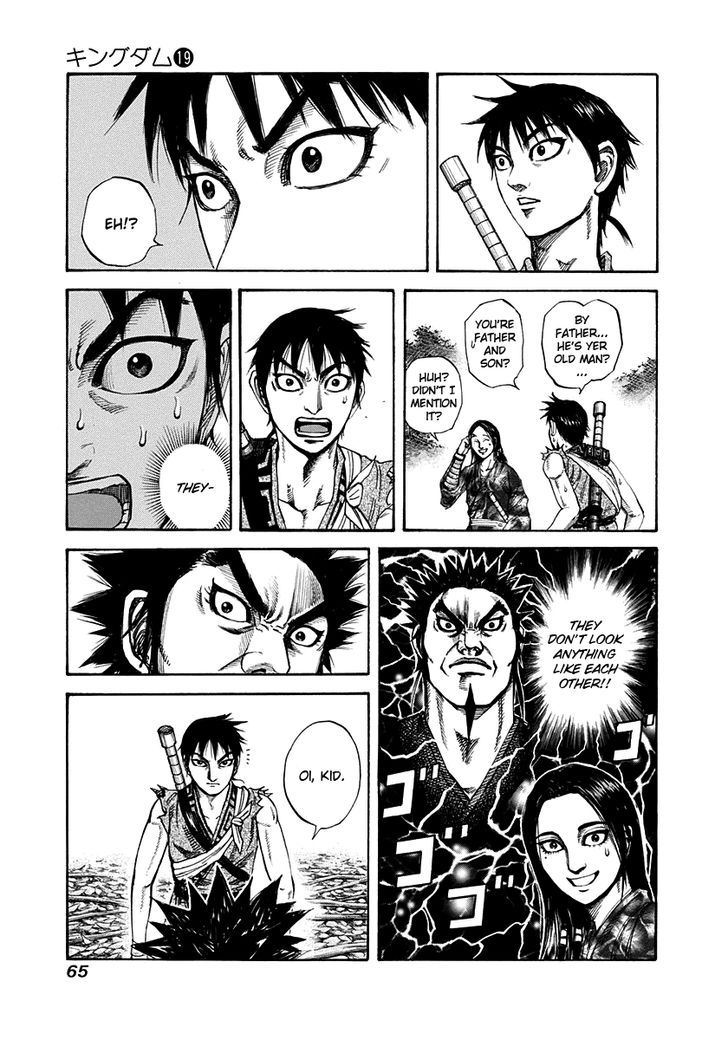 キングダム19
EH!?
BY
FATHER...
HE'S YER
OLD MAN?
...
YOU'RE
FATHER
AND
SON?
HUH?
DIDN'T I
MENTION
IT?
THEY-
THEY
DON'T LOOK
ANYTHING
LIKE EACH
OTHER!!
ゴ
ゴ
ゴ
ゴ
OI, KID.
65